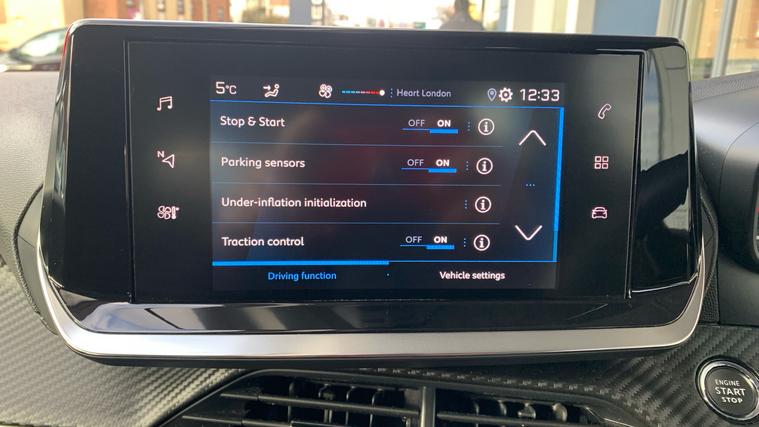 5°C Heart London 12:33
Stop & Start OFF ON
Parking sensors OFF ON
N
Under-inflation initialization
Traction control OFF ON
Driving function Vehicle settings
ENGINE
START
STOP